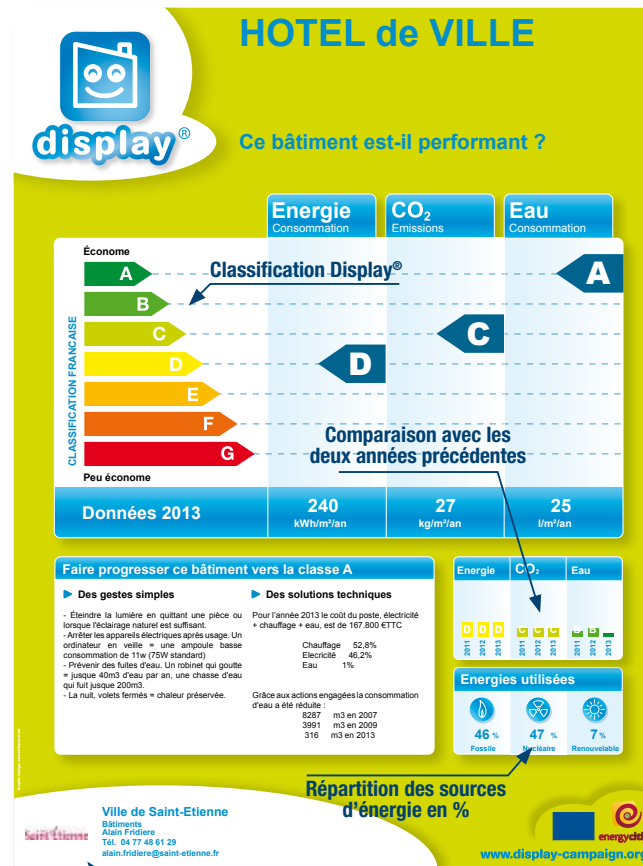 HOTEL de VILLE
display®
Ce bâtiment est-il performant ?
Energie
Consommation
CO2
Emissions
Eau
Consommation
Économe
CLASSIFICATION FRANCAISE
A
B
C
D
E
F
G
Classification Display®
A
C
D
Comparaison avec les
deux années précédentes
Peu économe
Données 2013
240
kWh/m²/an
27
kg/m²/an
25
l/m²/an
Faire progresser ce bâtiment vers la classe A
Des gestes simples
- Éteindre la lumière en quittant une pièce ou
lorsque l'éclairage naturel est suffisant.
- Arrêter les appareils électriques après usage. Un
ordinateur en veille = une ampoule basse
consommation de 11w (75W standard)
- Prévenir des fuites d'eau. Un robinet qui goutte
= jusque 40m3 d'eau par an, une chasse d'eau
qui fuit jusque 200m3.
- La nuit, volets fermés = chaleur préservée.
Des solutions techniques
Pour l'année 2013 le coût du poste, électricité
+ chauffage + eau, est de 167.800 €TTC
Chauffage 52,8%
Elecricité 46,2%
Eau 1%
Grâce aux actions engagées la consommation
d'eau a été réduite :
8287 m3 en 2007
3991 m3 en 2009
316 m3 en 2013
Energie
CO2
Eau
D D D
C C C
B B
2011 2012 2013
2011 2012 2013
2011 2012 2013
Energies utilisées
46 %
Fossile
47 %
Nucléaire
7 %
Renouvelable
Répartition des sources
d'énergie en %
Saint-Étienne
Ville de Saint-Etienne
Bâtiments
Alain Fridiere
Tél. 04 77 48 61 29
alain.fridiere@saint-etienne.fr
energycit
www.display-campaign.org